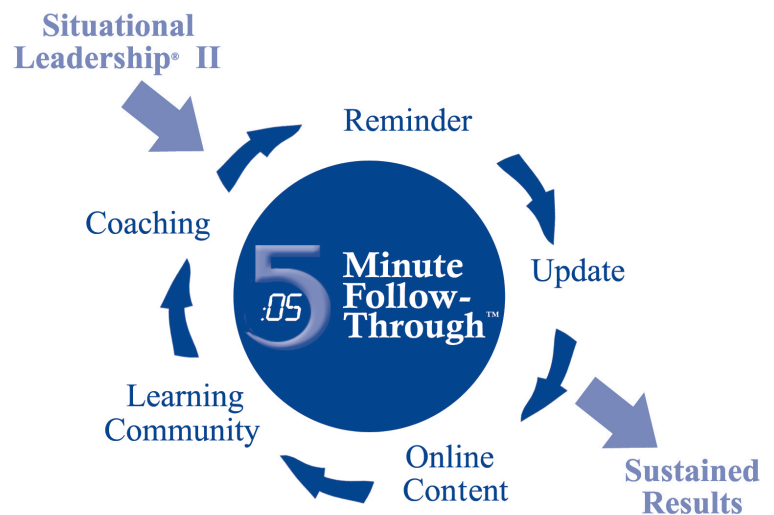 Situational
Leadership® II
Reminder
Coaching
Update
5
:05
Minute
Follow-
Through™
Learning
Community
Online
Content
Sustained
Results